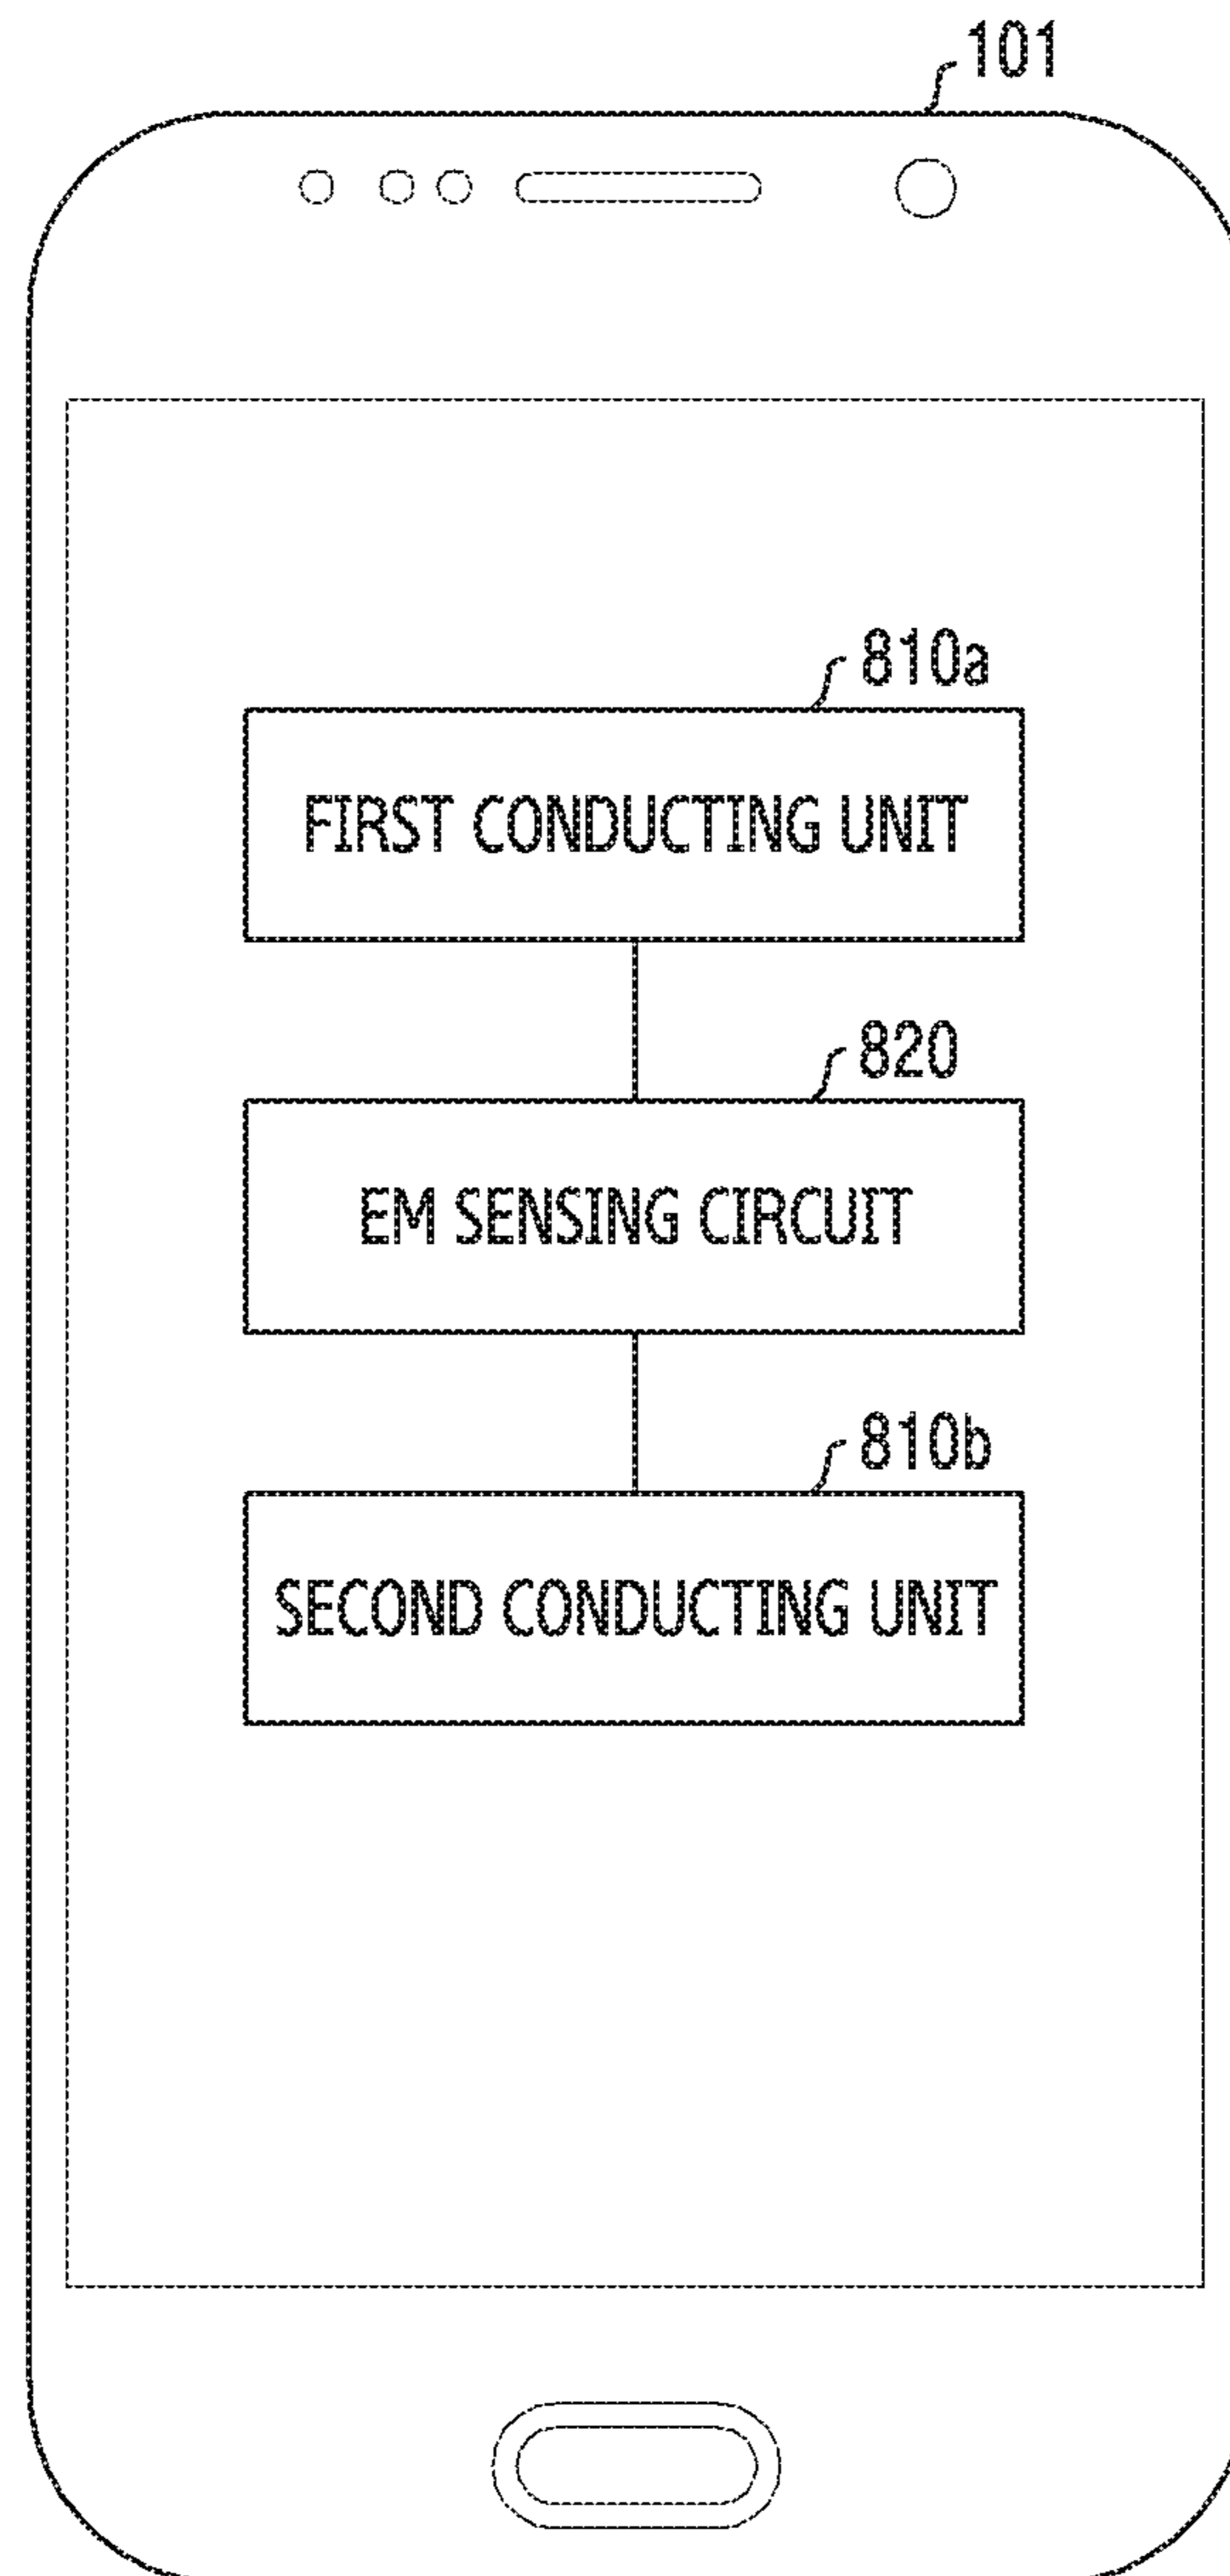 101
810a
FIRST CONDUCTING UNIT
820
EM SENSING CIRCUIT
810b
SECOND CONDUCTING UNIT